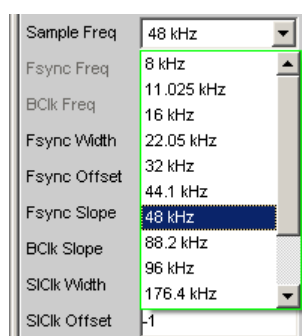 Sample Freq 48 kHz
Fsync Freq 8 kHz
11.025 kHz
BClk Freq 16 kHz
Fsync Width 22.05 kHz
32 kHz
Fsync Offset 44.1 kHz
Fsync Slope 48 kHz
BClk Slope 88.2 kHz
96 kHz
SIClk Width 176.4 kHz
SIClk Offset -1